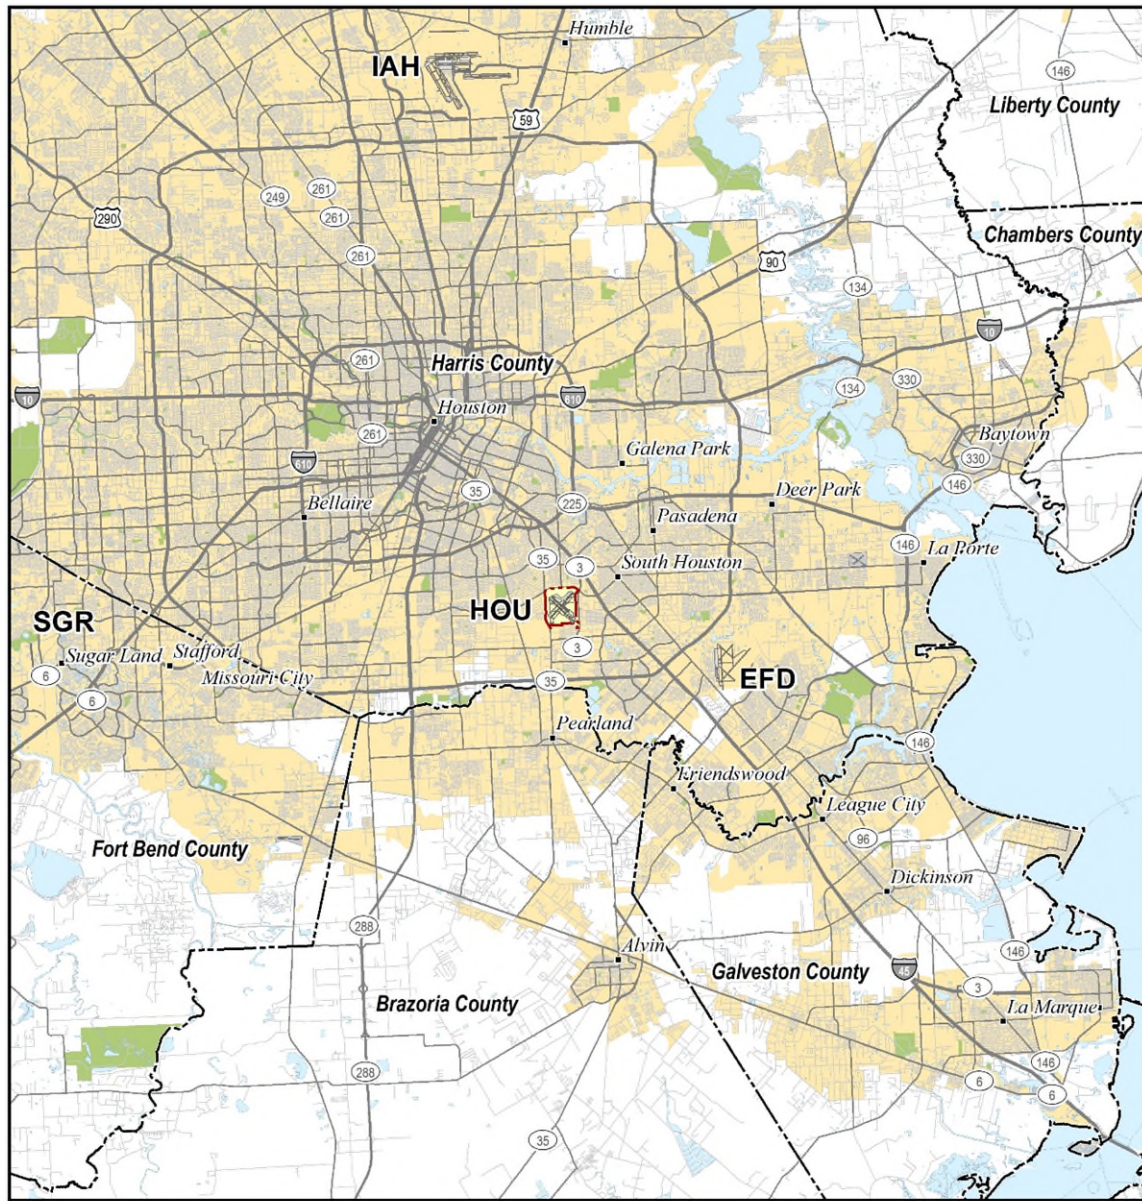 Humble
IAH
146
Liberty County
59
249
261
261
290
Chambers County
261
90
134
10
Harris County
261
134
330
10
610
Houston
261
Baytown
Galena Park
330
610
146
35
Deer Park
225
Bellaire
Pasadena
146
La Porte
35
3
South Houston
HOU
SGR
3
Sugar Land
Stafford
6
Missouri City
35
EFD
6
Pearland
146
Friendswood
League City
96
Fort Bend County
Dickinson
288
Alvin
146
Galveston County
45
3
Brazoria County
La Marque
146
288
6
6
35